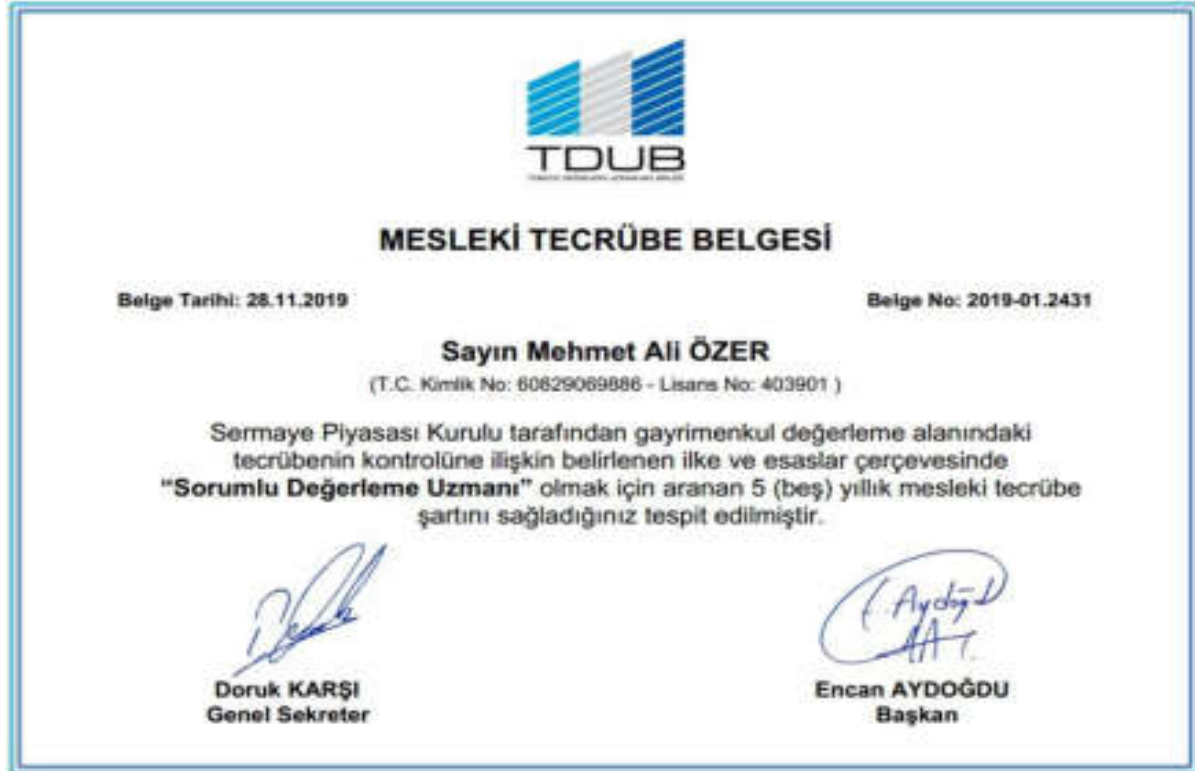 TDUB
MESLEKİ TECRÜBE BELGESİ
Belge Tarihi: 28.11.2019
Belge No: 2019-01.2431
Sayın Mehmet Ali ÖZER
(T.C. Kimlik No: 60829069886 - Lisans No: 403901 )
Sermaye Piyasası Kurulu tarafından gayrimenkul değerleme alanındaki
tecrübenin kontrolüne ilişkin belirlenen ilke ve esaslar çerçevesinde
“Sorumlu Değerleme Uzmanı” olmak için aranan 5 (beş) yıllık mesleki tecrübe
şartını sağladığınız tespit edilmiştir.
E. Aydoğd
Doruk KARŞI
Genel Sekreter
Encan AYDOĞDU
Başkan